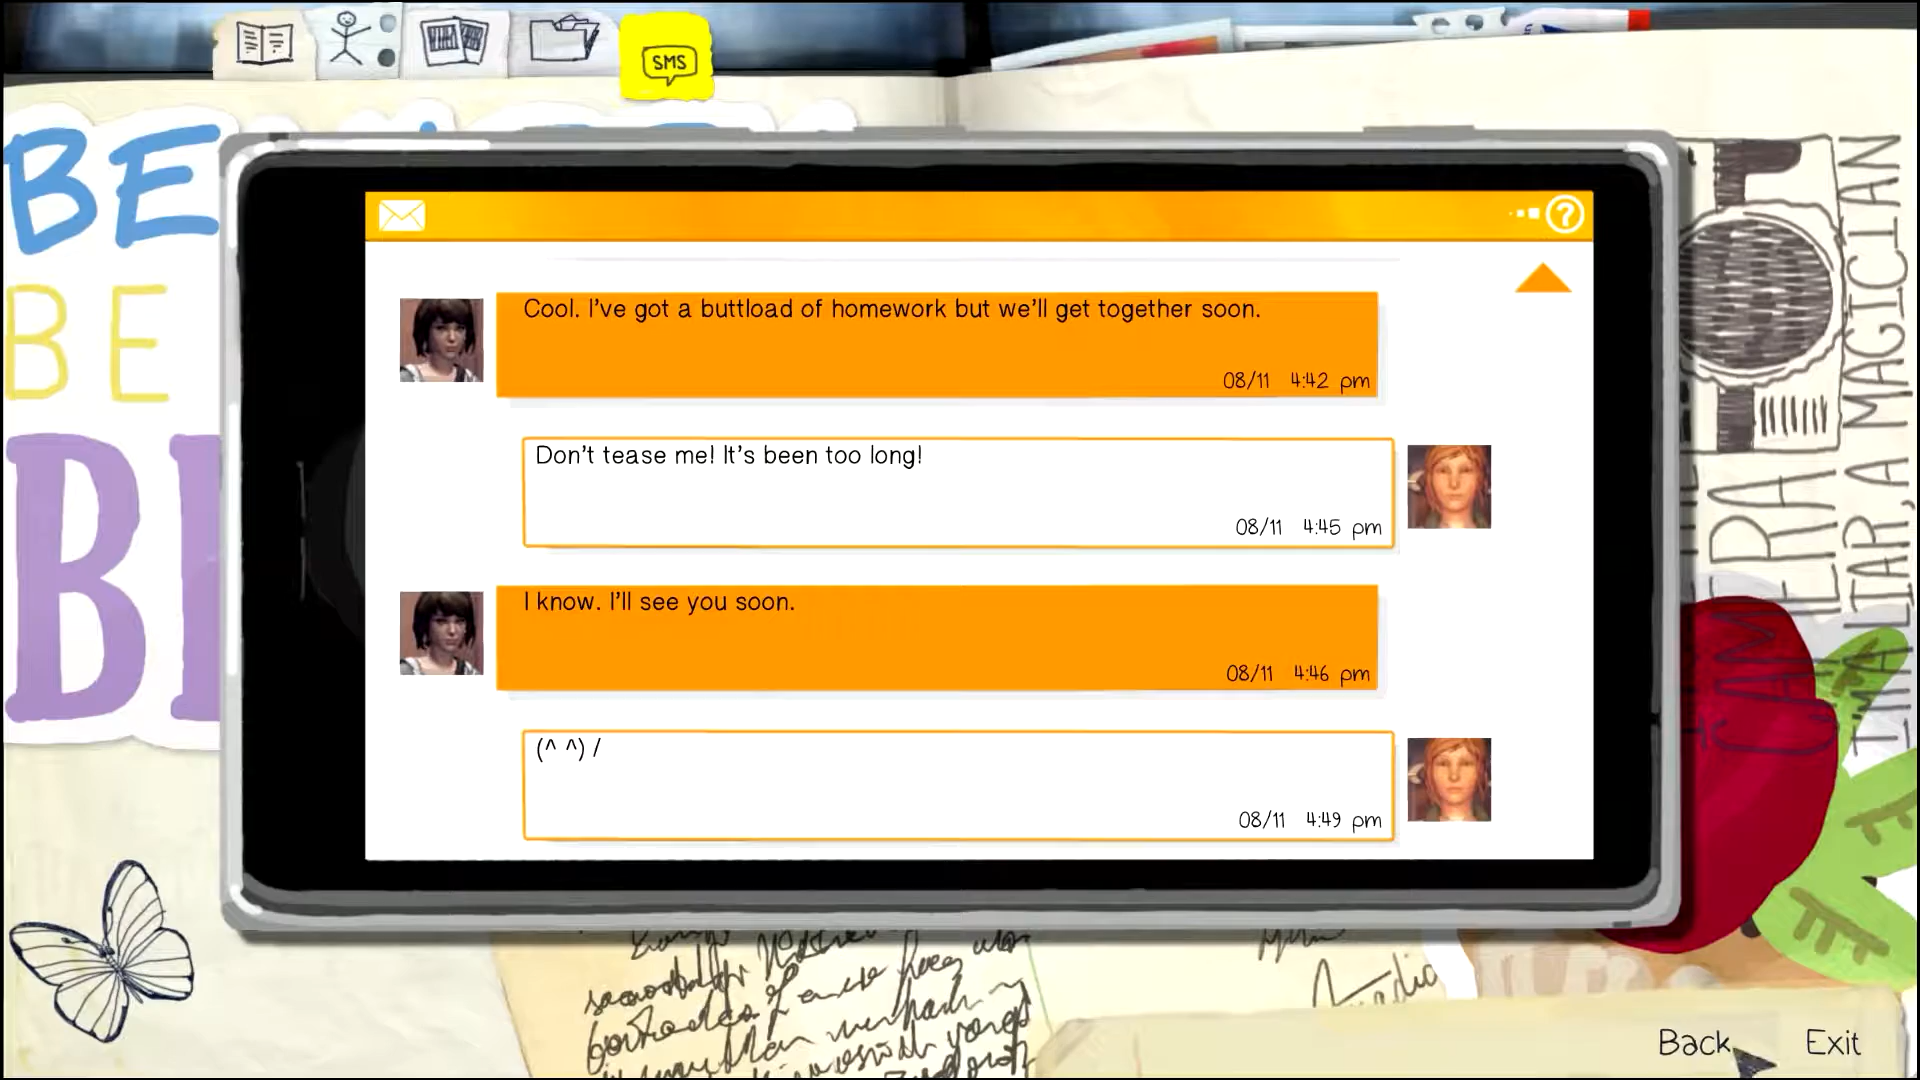 SMS
BE
BE
?
Cool. I've got a buttload of homework but we'll get together soon.
08/11 4:42 pm
Don't tease me! It's been too long!
08/11 4:45 pm
I know. I'll see you soon.
08/11 4:46 pm
(^ ^) /
08/11 4:49 pm
CAMERA
I'M A LIAR, A MAGICIAN
Back
Exit